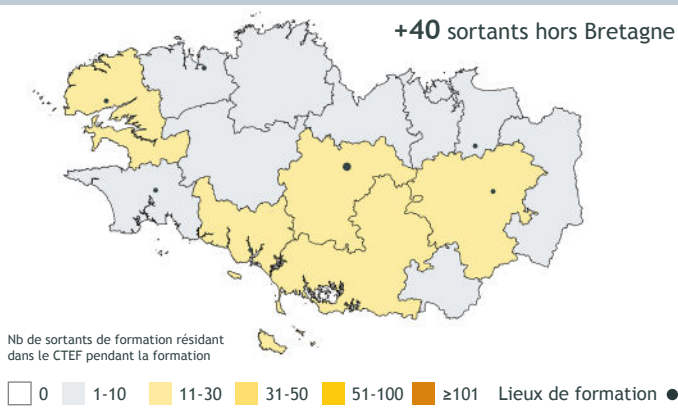 +40 sortants hors Bretagne
Nb de sortants de formation résidant
dans le CTEF pendant la formation
0 1-10 11-30 31-50 51-100 ≥101 Lieux de formation